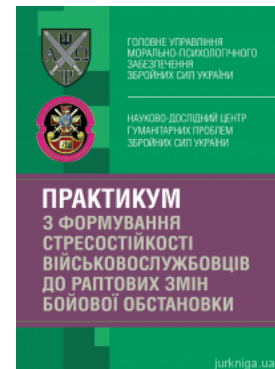 ГОЛОВНЕ УПРАВЛІННЯ
МОРАЛЬНО-ПСИХОЛОГІЧНОГО
ЗАБЕЗПЕЧЕННЯ
ЗБРОЙНИХ СИЛ УКРАЇНИ
НАУКОВО-ДОСЛІДНИЙ ЦЕНТР
ГУМАНІТАРНИХ ПРОБЛЕМ
ЗБРОЙНИХ СИЛ УКРАЇНИ
ПРАКТИКУМ
З ФОРМУВАННЯ
СТРЕСОСТІЙКОСТІ
ВІЙСЬКОВОСЛУЖБОВЦІВ
ДО РАПТОВИХ ЗМІН
БОЙОВОЇ ОБСТАНОВКИ
jurkniga.ua